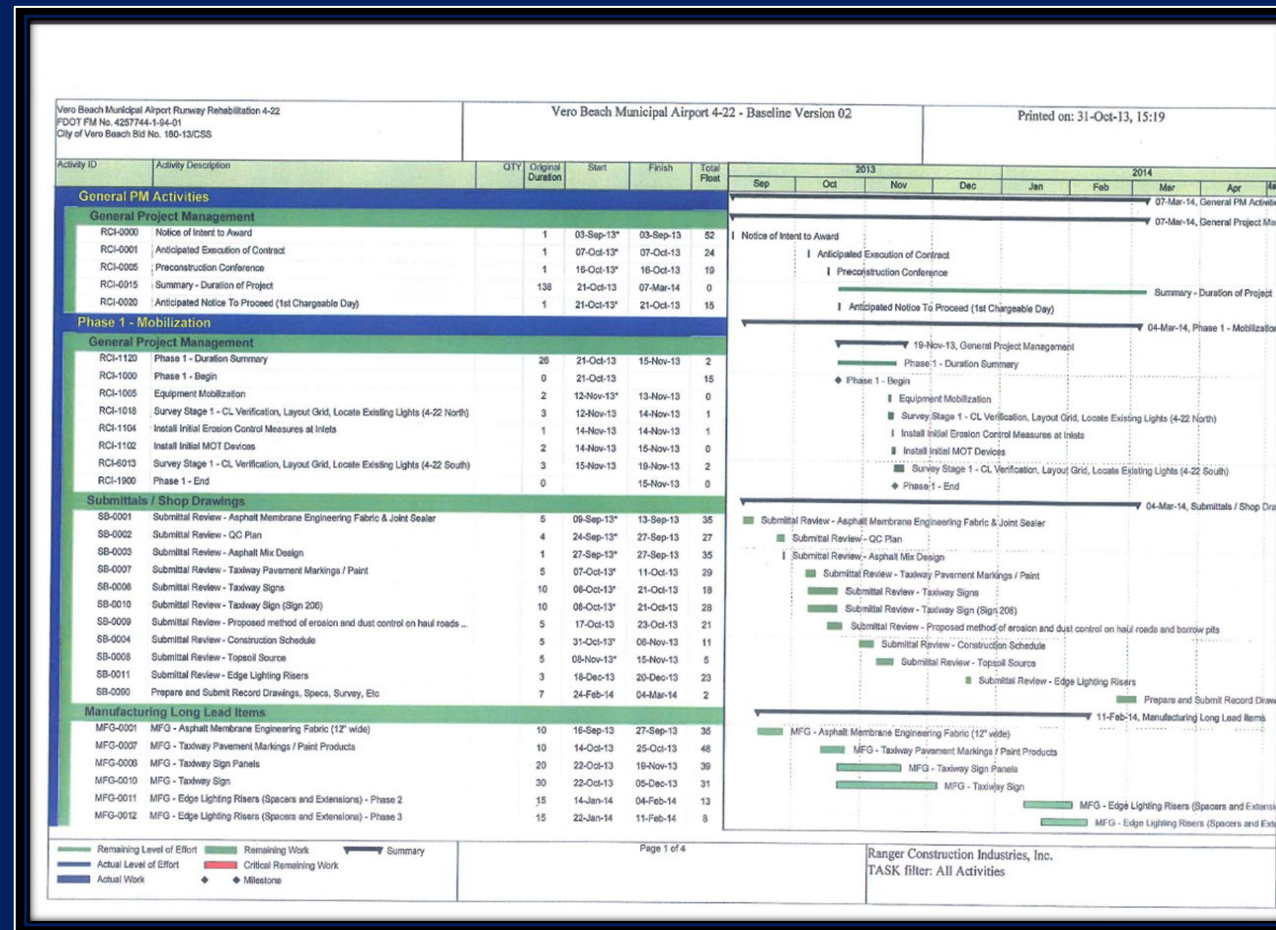 Vero Beach Municipal Airport Runway Rehabilitation 4-22
FDOT FM No. 4257744-1-94-01
City of Vero Beach Bid No. 160-13/CSS
Vero Beach Municipal Airport 4-22 - Baseline Version 02
Printed on: 31-Oct-13, 15:19
Activity ID Activity Description QTY Original Duration Start Finish Total Float
2013 2014
Sep Oct Nov Dec Jan Feb Mar Apr
General PM Activities 07-Mar-14, General PM Activiti
General Project Management 07-Mar-14, General Project Ma
RCI-0000 Notice of Intent to Award 1 03-Sep-13* 03-Sep-13 52 Notice of Intent to Award
RCI-0001 Anticipated Execution of Contract 1 07-Oct-13* 07-Oct-13 24 Anticipated Execution of Contract
RCI-0005 Preconstruction Conference 1 16-Oct-13* 16-Oct-13 19 Preconstruction Conference
RCI-0015 Summary - Duration of Project 138 21-Oct-13 07-Mar-14 0 Summary - Duration of Project
RCI-0020 Anticipated Notice To Proceed (1st Chargeable Day) 1 21-Oct-13* 21-Oct-13 15 Anticipated Notice To Proceed (1st Chargeable Day)
Phase 1 - Mobilization 04-Mar-14, Phase 1 - Mobilization
General Project Management 19-Nov-13, General Project Management
RCI-1120 Phase 1 - Duration Summary 26 21-Oct-13 15-Nov-13 2 Phase 1 - Duration Summary
RCI-1000 Phase 1 - Begin 0 21-Oct-13 15 Phase 1 - Begin
RCI-1005 Equipment Mobilization 2 12-Nov-13* 13-Nov-13 0 Equipment Mobilization
RCI-1018 Survey Stage 1 - CL Verification, Layout Grid, Locate Existing Lights (4-22 North) 3 12-Nov-13 14-Nov-13 1 Survey Stage 1 - CL Verification, Layout Grid, Locate Existing Lights (4-22 North)
RCI-1104 Install Initial Erosion Control Measures at Inlets 1 14-Nov-13 14-Nov-13 1 Install Initial Erosion Control Measures at Inlets
RCI-1102 Install Initial MOT Devices 2 14-Nov-13 15-Nov-13 0 Install Initial MOT Devices
RCI-6013 Survey Stage 1 - CL Verification, Layout Grid, Locate Existing Lights (4-22 South) 3 15-Nov-13 19-Nov-13 2 Survey Stage 1 - CL Verification, Layout Grid, Locate Existing Lights (4-22 South)
RCI-1900 Phase 1 - End 0 15-Nov-13 0 Phase 1 - End
Submittals / Shop Drawings 04-Mar-14, Submittals / Shop Dra
SB-0001 Submittal Review - Asphalt Membrane Engineering Fabric & Joint Sealer 5 09-Sep-13* 13-Sep-13 35 Submittal Review - Asphalt Membrane Engineering Fabric & Joint Sealer
SB-0002 Submittal Review - QC Plan 4 24-Sep-13* 27-Sep-13 27 Submittal Review - QC Plan
SB-0003 Submittal Review - Asphalt Mix Design 1 27-Sep-13* 27-Sep-13 35 Submittal Review - Asphalt Mix Design
SB-0007 Submittal Review - Taxiway Pavement Markings / Paint 5 07-Oct-13* 11-Oct-13 29 Submittal Review - Taxiway Pavement Markings / Paint
SB-0006 Submittal Review - Taxiway Signs 10 08-Oct-13* 21-Oct-13 18 Submittal Review - Taxiway Signs
SB-0010 Submittal Review - Taxiway Sign (Sign 206) 10 08-Oct-13* 21-Oct-13 28 Submittal Review - Taxiway Sign (Sign 206)
SB-0009 Submittal Review - Proposed method of erosion and dust control on haul roads ... 5 17-Oct-13 23-Oct-13 21 Submittal Review - Proposed method of erosion and dust control on haul roads and borrow pits
SB-0004 Submittal Review - Construction Schedule 5 31-Oct-13* 06-Nov-13 11 Submittal Review - Construction Schedule
SB-0008 Submittal Review - Topsoil Source 5 08-Nov-13* 15-Nov-13 5 Submittal Review - Topsoil Source
SB-0011 Submittal Review - Edge Lighting Risers 3 18-Dec-13 20-Dec-13 23 Submittal Review - Edge Lighting Risers
SB-0090 Prepare and Submit Record Drawings, Specs, Survey, Etc 7 24-Feb-14 04-Mar-14 2 Prepare and Submit Record Draw
Manufacturing Long Lead Items 11-Feb-14, Manufacturing Long Lead Items
MFG-0001 MFG - Asphalt Membrane Engineering Fabric (12" wide) 10 16-Sep-13 27-Sep-13 35 MFG - Asphalt Membrane Engineering Fabric (12" wide)
MFG-0007 MFG - Taxiway Pavement Markings / Paint Products 10 14-Oct-13 25-Oct-13 48 MFG - Taxiway Pavement Markings / Paint Products
MFG-0008 MFG - Taxiway Sign Panels 20 22-Oct-13 19-Nov-13 39 MFG - Taxiway Sign Panels
MFG-0010 MFG - Taxiway Sign 30 22-Oct-13 05-Dec-13 31 MFG - Taxiway Sign
MFG-0011 MFG - Edge Lighting Risers (Spacers and Extensions) - Phase 2 15 14-Jan-14 04-Feb-14 13 MFG - Edge Lighting Risers (Spacers and Extensi
MFG-0012 MFG - Edge Lighting Risers (Spacers and Extensions) - Phase 3 15 22-Jan-14 11-Feb-14 8 MFG - Edge Lighting Risers (Spacers and Exte
Remaining Level of Effort Remaining Work Summary
Actual Level of Effort Critical Remaining Work
Actual Work Milestone
Page 1 of 4
Ranger Construction Industries, Inc.
TASK filter: All Activities